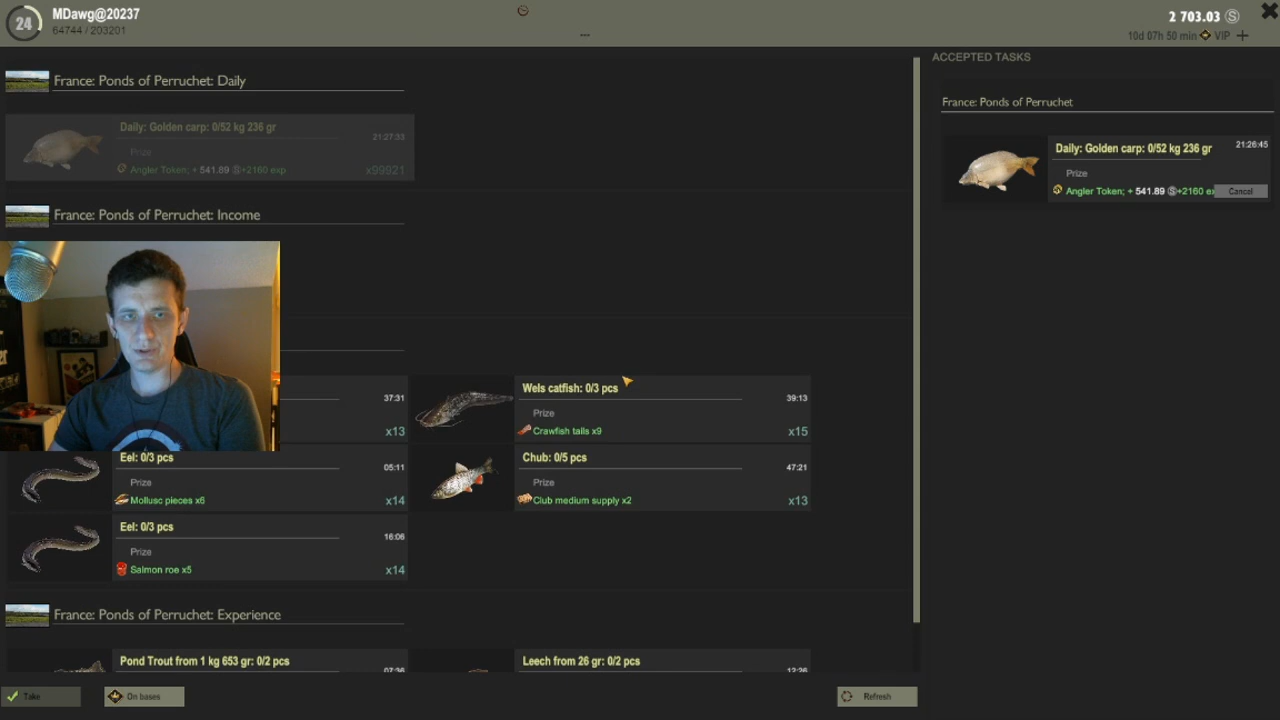 24
MDawg@20237
64744 / 203201
...
2 703.03 Ⓢ
10d 07h 50 min VIP +
France: Ponds of Perruchet: Daily
Daily: Golden carp: 0/52 kg 236 gr
21:27:33
Prize
Angler Token; + 541.89 Ⓢ+2160 exp
x99921
France: Ponds of Perruchet: Income
37:31
x13
Wels catfish: 0/3 pcs
39:13
Prize
Crawfish tails x9
x15
Eel: 0/3 pcs
05:11
Prize
Mollusc pieces x6
x14
Chub: 0/5 pcs
47:21
Prize
Club medium supply x2
x13
Eel: 0/3 pcs
16:06
Prize
Salmon roe x5
x14
France: Ponds of Perruchet: Experience
Pond Trout from 1 kg 653 gr: 0/2 pcs
07:36
Leech from 26 gr: 0/2 pcs
12:26
Take
On bases
Refresh
ACCEPTED TASKS
France: Ponds of Perruchet
Daily: Golden carp: 0/52 kg 236 gr
21:26:45
Prize
Angler Token; + 541.89 Ⓢ+2160 ex
Cancel